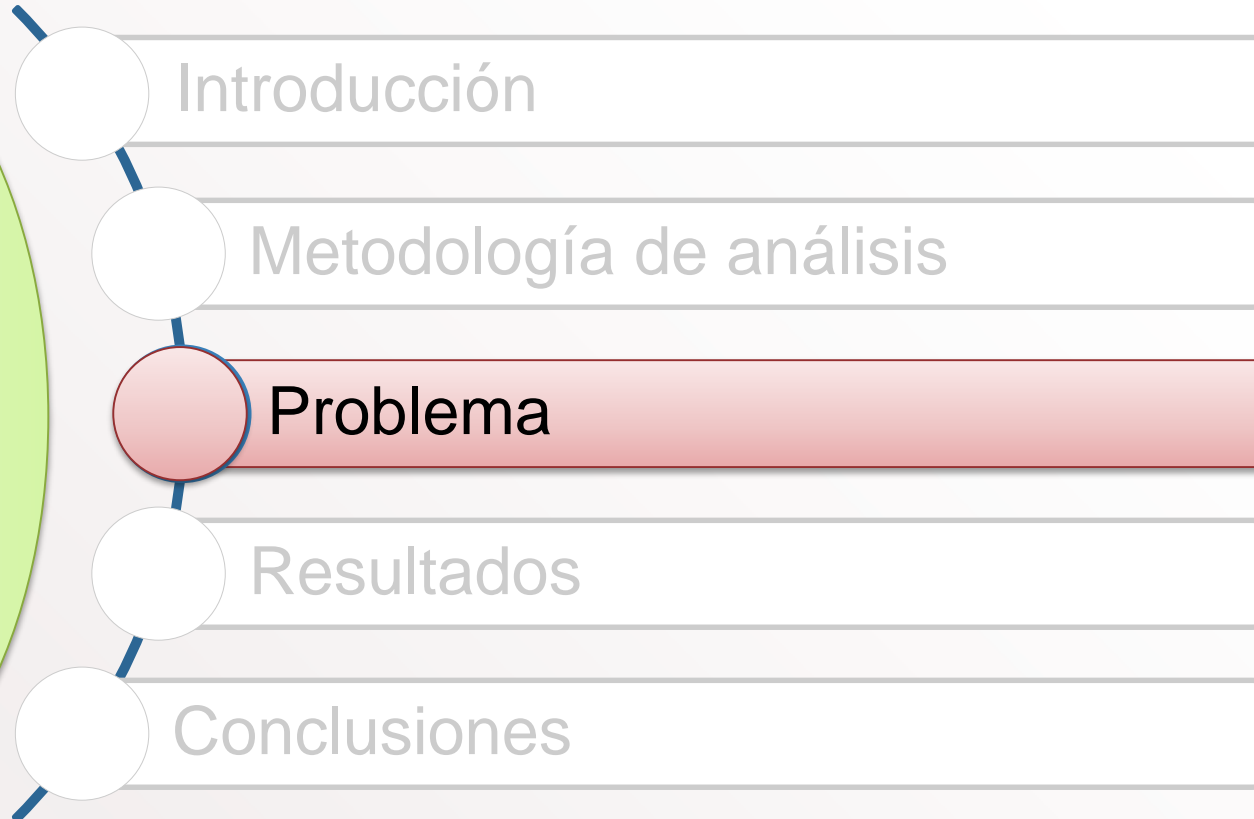 Introducción
Metodología de análisis
Problema
Resultados
Conclusiones